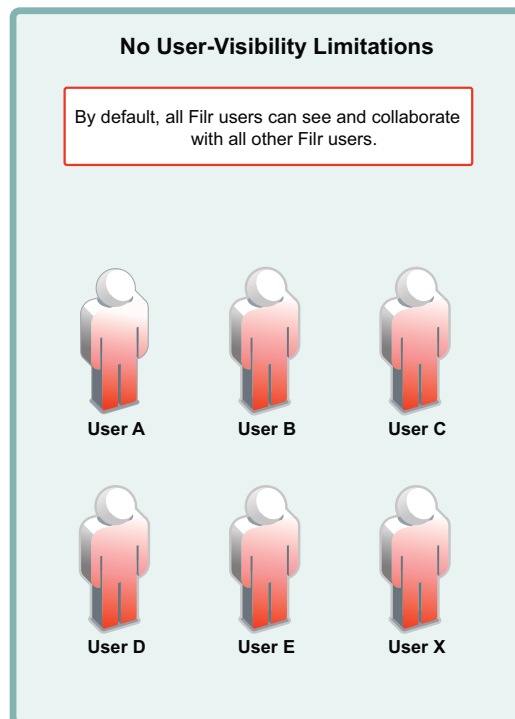 No User-Visibility Limitations
By default, all Filr users can see and collaborate
with all other Filr users.
User A
User B
User C
User D
User E
User X